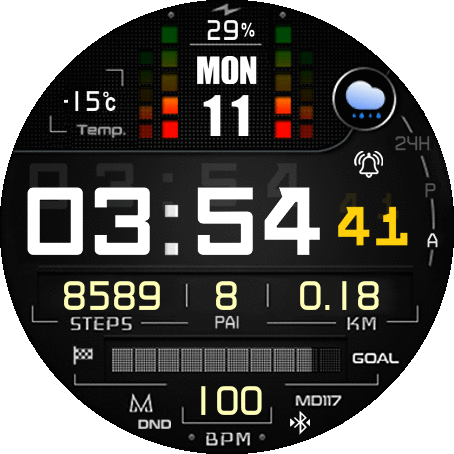 29%
MON
11
-15°c
Temp.
24H
P
A
03:54 41
8589 8 0.18
STEPS PAI KM
GOAL
100
MD117
DND
BPM